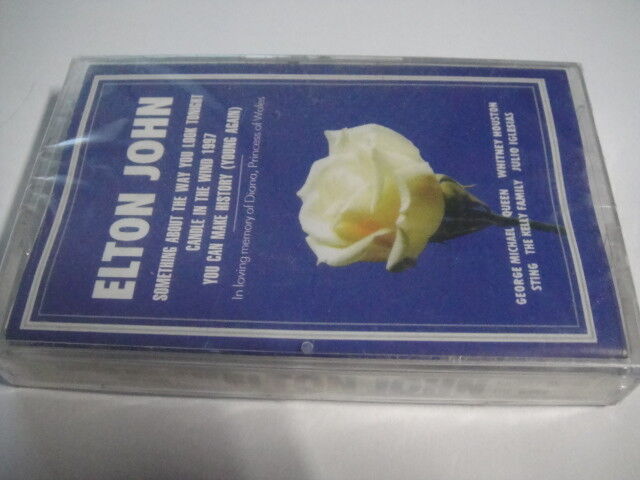 ELTON JOHN
SOMETHING ABOUT THE WAY YOU LOOK TONIGHT
CANDLE IN THE WIND 1997
YOU CAN MAKE HISTORY (YOUNG AGAIN)
In loving memory of Diana, Princess of Wales
GEORGE MICHAEL QUEEN WHITNEY HOUSTON
STING THE KELLY FAMILY JULIO IGLESIAS